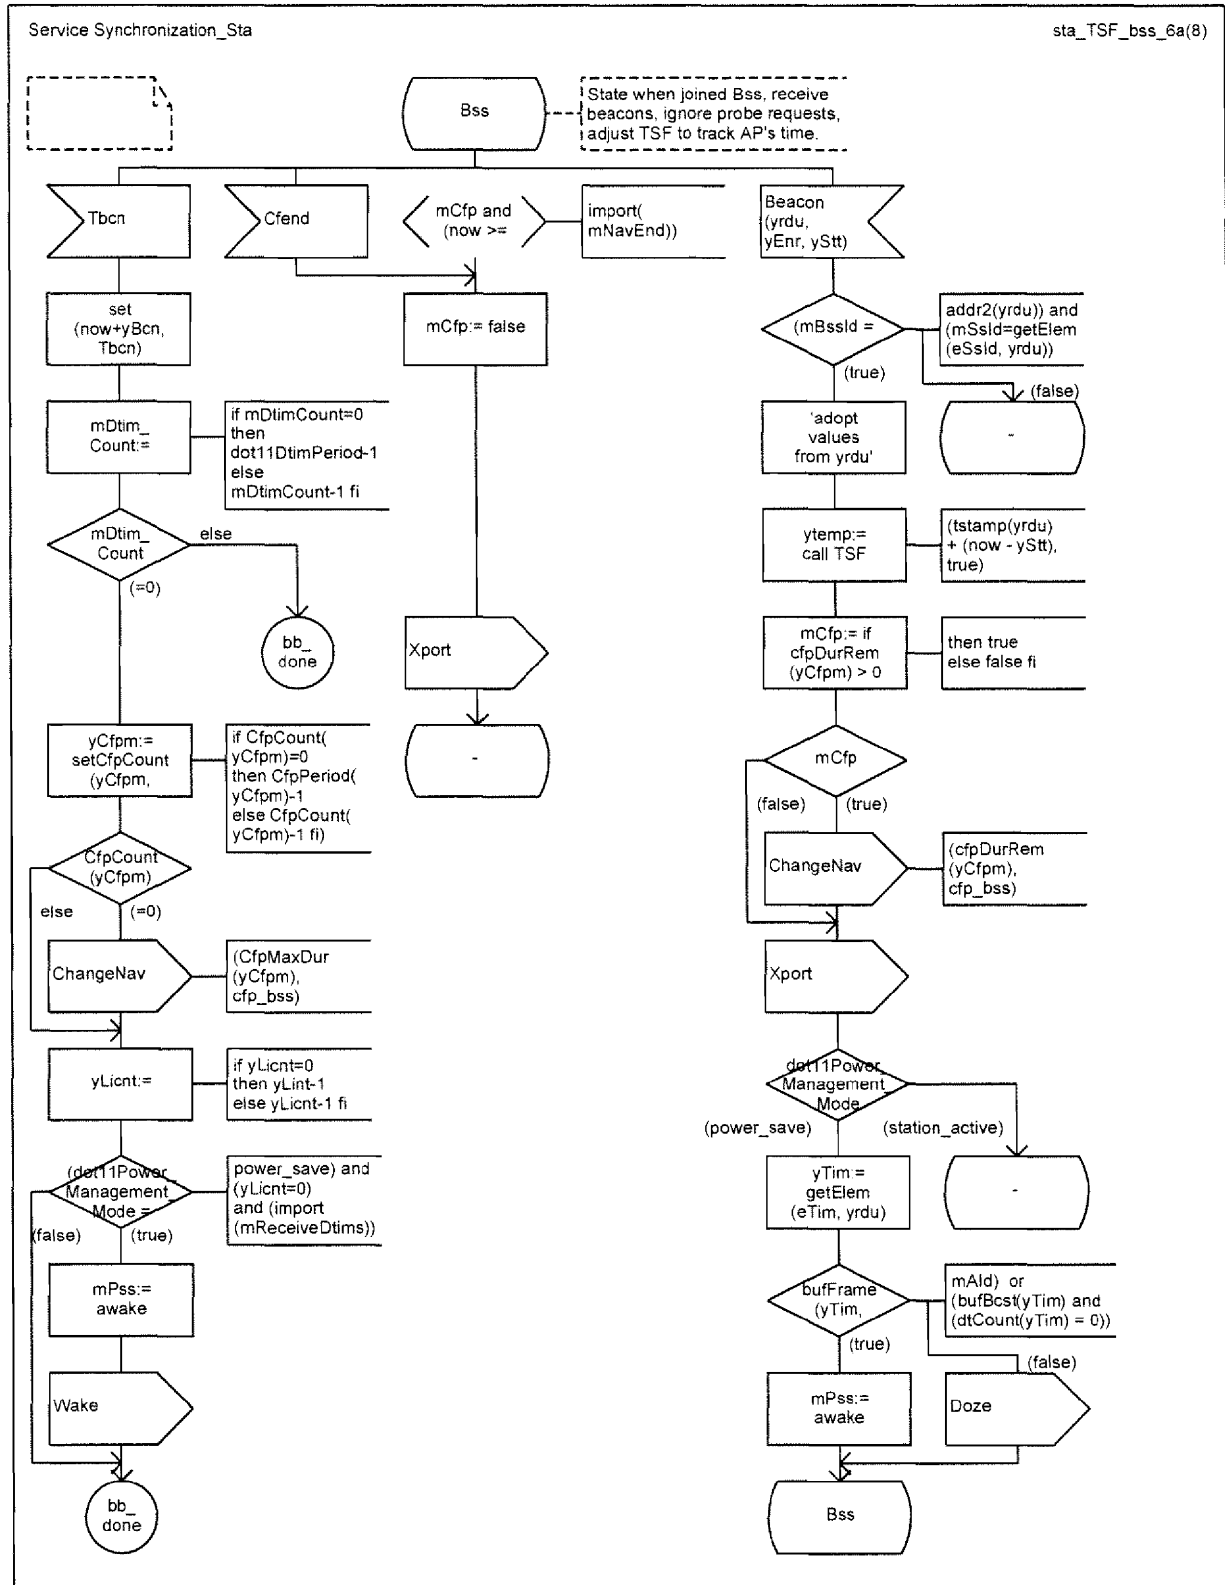 Service Synchronization_Sta
sta_TSF_bss_6a(8)
Bss
State when joined Bss, receive
beacons, ignore probe requests,
adjust TSF to track AP's time.
Tbcn
Cfend
mCfp and
(now >=
import(
mNavEnd))
Beacon
(yrdu,
yEnr, yStt)
set
(now+yBcn,
Tbcn)
mCfp:= false
(mBssId =
addr2(yrdu)) and
(mSsId=getElem
(eSsId, yrdu))
(true)
(false)
mDtim_
Count:=
if mDtimCount=0
then
dot11DtimPeriod-1
else
mDtimCount-1 fi
'adopt
values
from yrdu'
-
mDtim_
Count
else
(=0)
ytemp:=
call TSF
(tstamp(yrdu)
+ (now - yStt),
true)
bb_
done
Xport
mCfp:= if
cfpDurRem
(yCfpm) > 0
then true
else false fi
yCfpm:=
setCfpCount
(yCfpm,
if CfpCount(
yCfpm)=0
then CfpPeriod(
yCfpm)-1
else CfpCount(
yCfpm)-1 fi)
-
mCfp
(false)
(true)
CfpCount
(yCfpm)
else
(=0)
ChangeNav
(cfpDurRem
(yCfpm),
cfp_bss)
ChangeNav
(CfpMaxDur
(yCfpm),
cfp_bss)
Xport
yLicnt:=
if yLicnt=0
then yLint-1
else yLicnt-1 fi
dot11Power_
Management_
Mode
(power_save)
(station_active)
(dot11Power_
Management_
Mode =
power_save) and
(yLicnt=0)
and (import
(mReceiveDtims))
(false)
(true)
yTim:=
getElem
(eTim, yrdu)
-
mPss:=
awake
bufFrame
(yTim,
mAId) or
(bufBcst(yTim) and
(dtCount(yTim) = 0))
(true)
(false)
Wake
mPss:=
awake
Doze
bb_
done
Bss